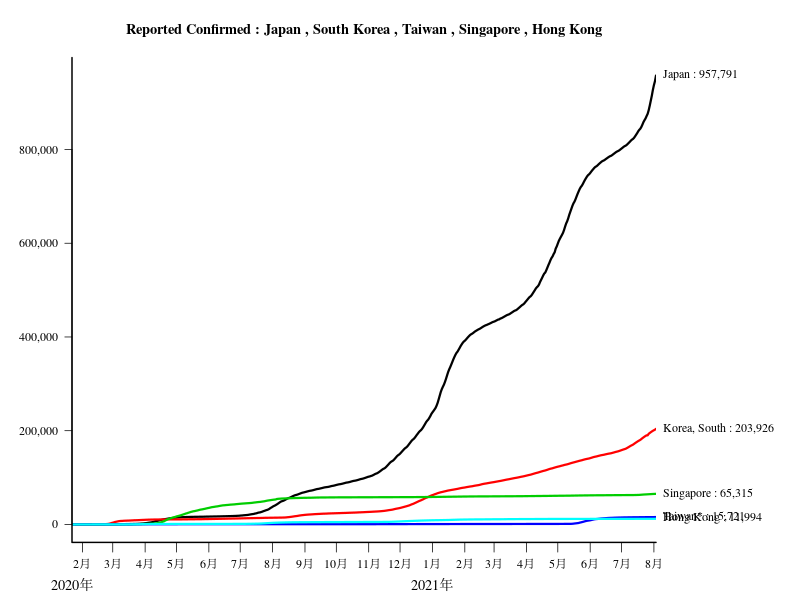 Reported Confirmed : Japan , South Korea , Taiwan , Singapore , Hong Kong
Japan : 957,791
800,000
600,000
400,000
200,000
Korea, South : 203,926
Singapore : 65,315
0
2月 3月 4月 5月 6月 7月 8月 9月 10月 11月 12月 1月 2月 3月 4月 5月 6月 7月 8月
2020年 2021年